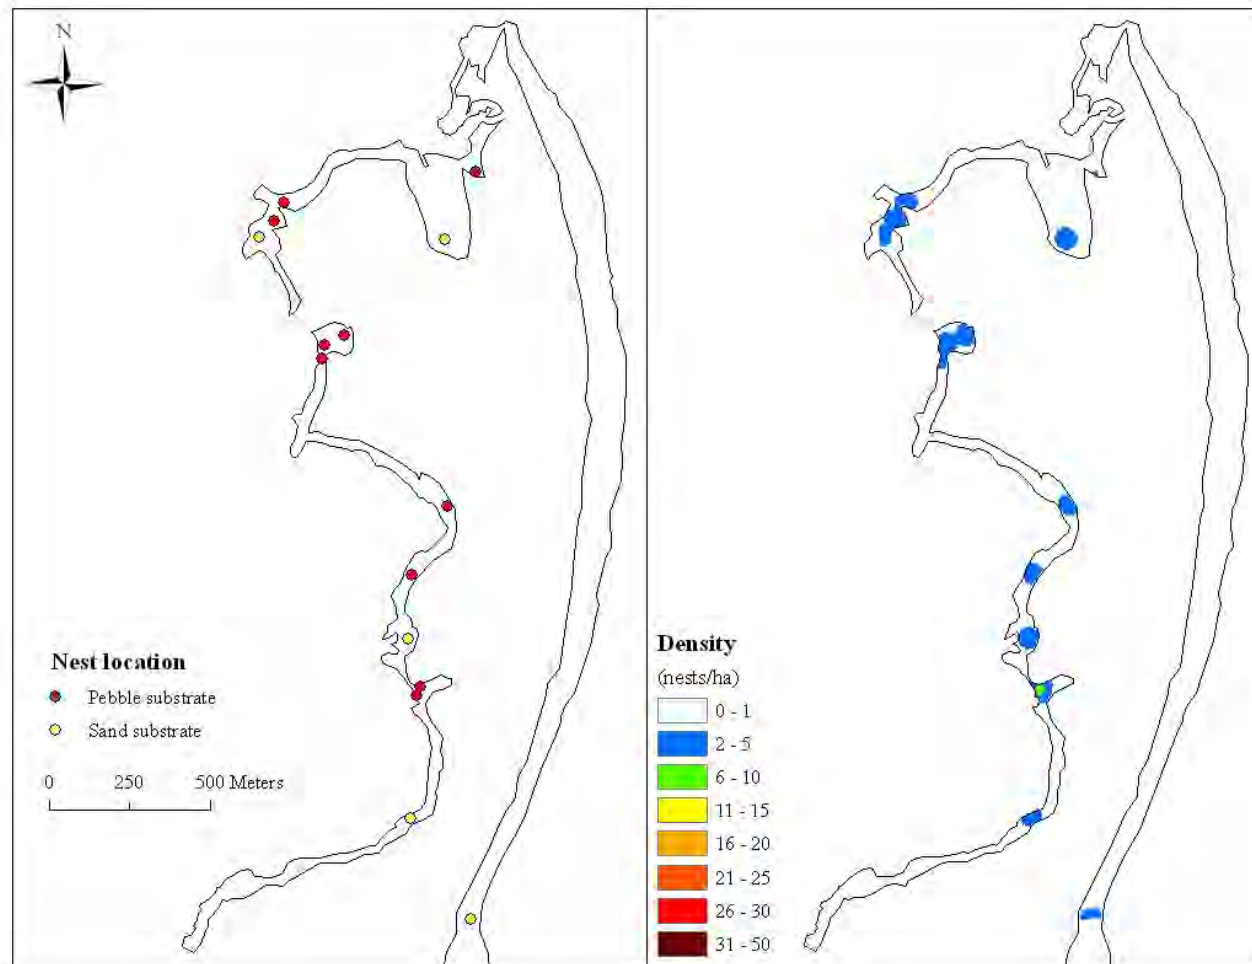 N
Nest location
Pebble substrate
Sand substrate
0 250 500 Meters
Density
(nests/ha)
0 - 1
2 - 5
6 - 10
11 - 15
16 - 20
21 - 25
26 - 30
31 - 50